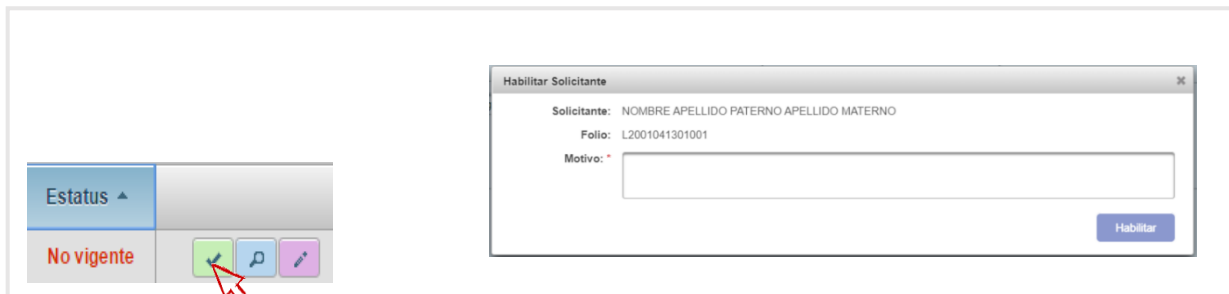 Habilitar Solicitante
Solicitante: NOMBRE APELLIDO PATERNO APELLIDO MATERNO
Folio: L2001041301001
Motivo: *
Habilitar
Estatus
No vigente